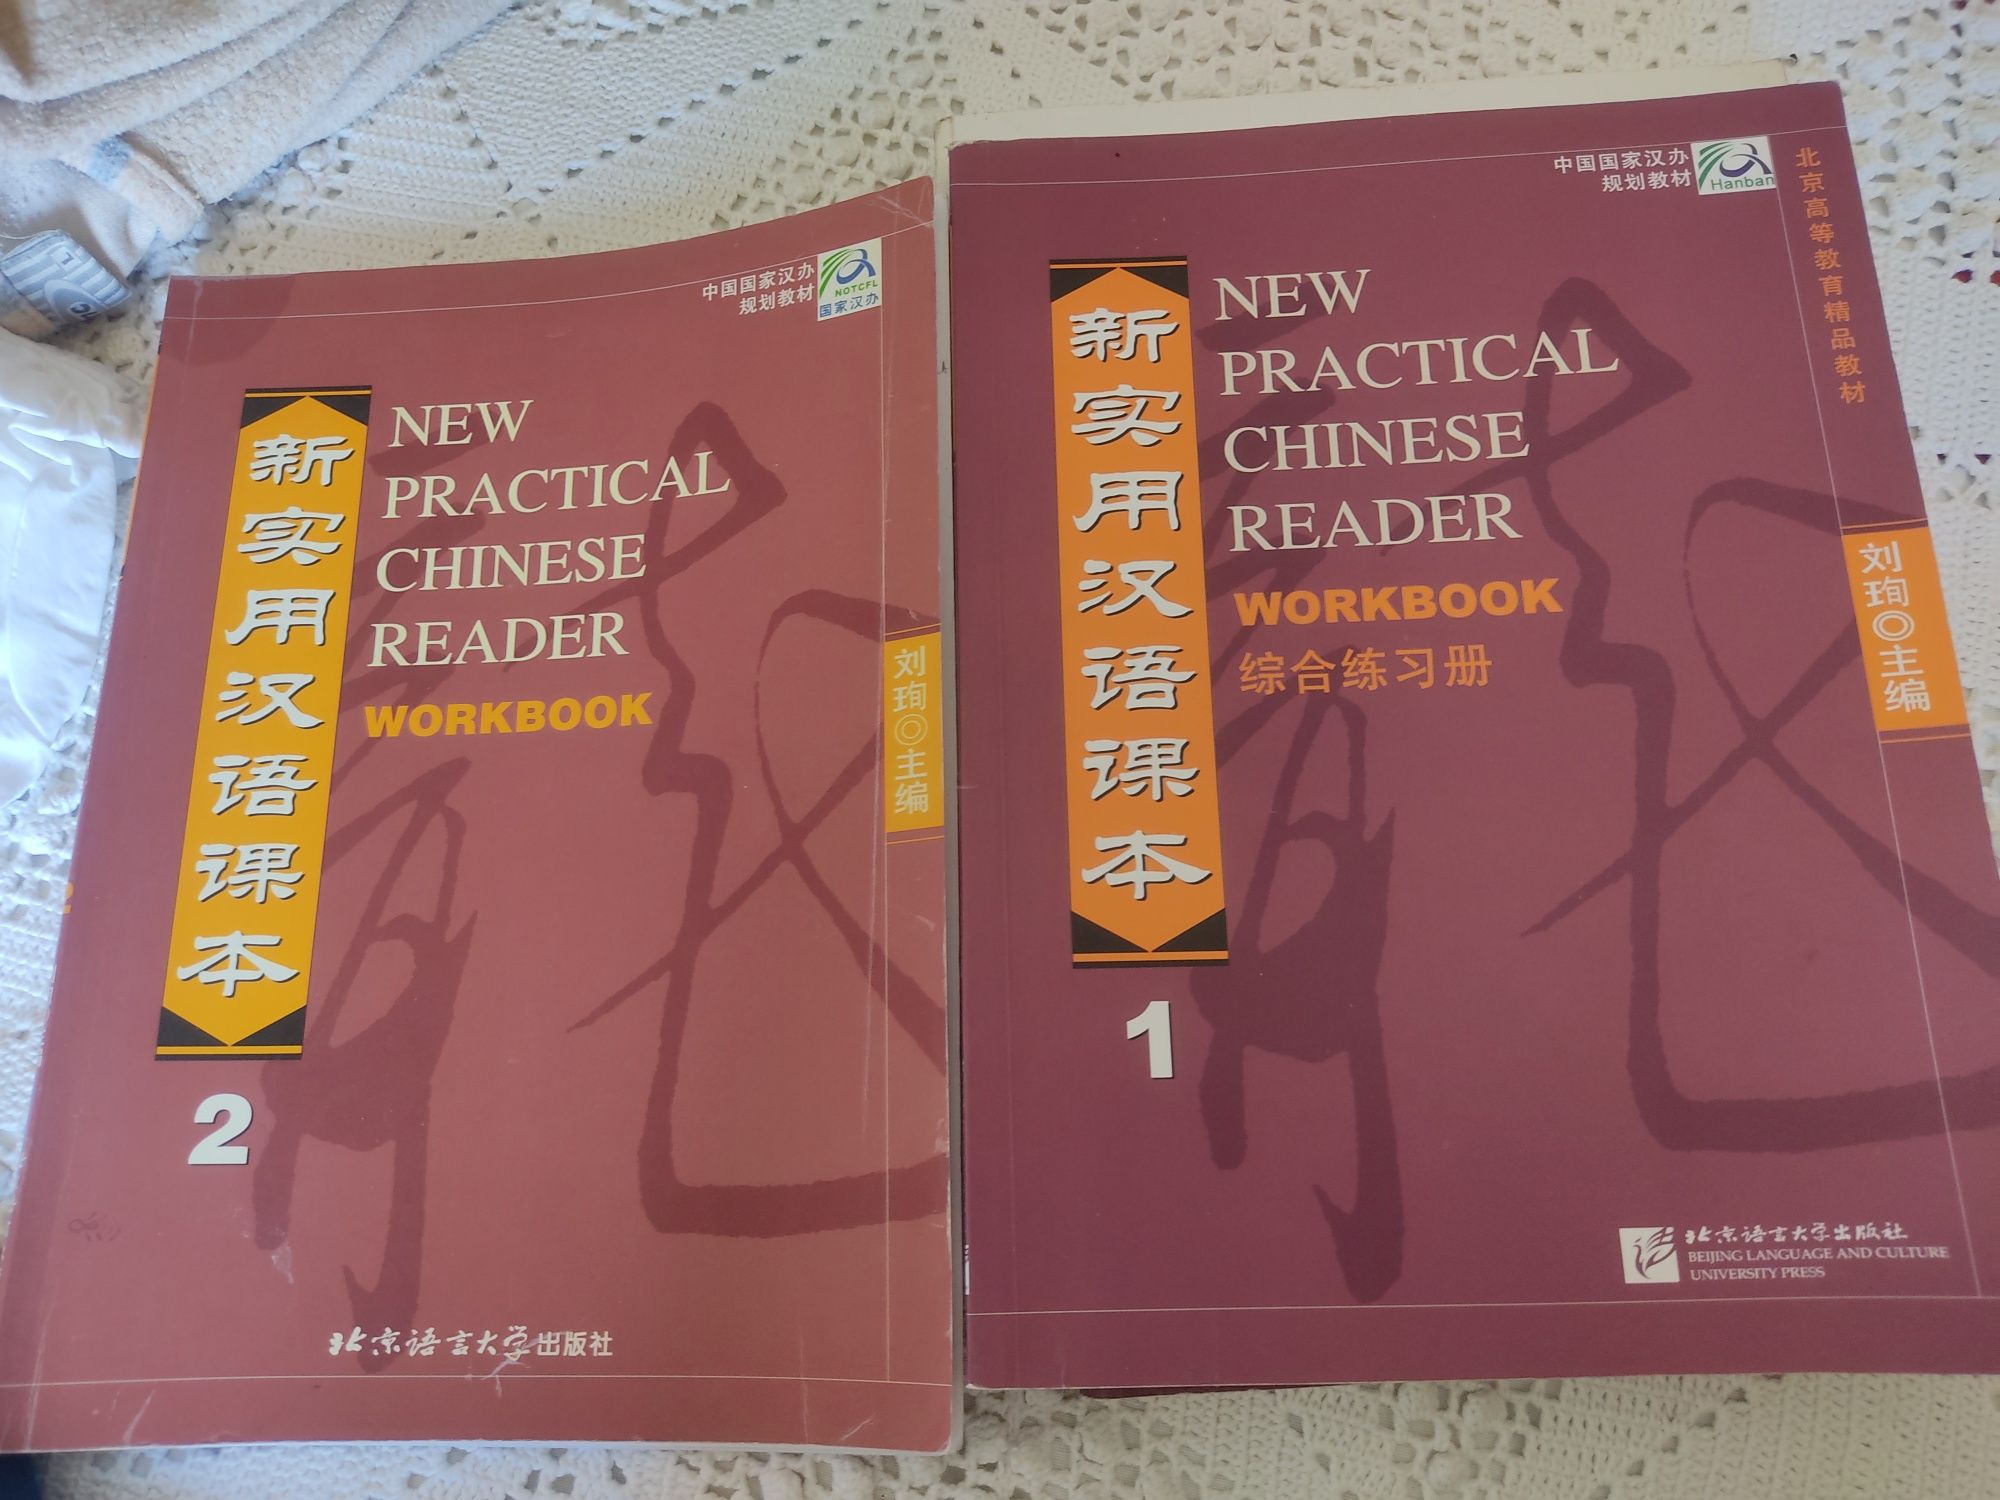 中国国家汉办
规划教材
NOTCFL
国家汉办
新实用汉语课本
NEW
PRACTICAL
CHINESE
READER
WORKBOOK
刘珣◎主编
2
北京语言大学出版社
中国国家汉办
规划教材
Hanban
北京高等教育精品教材
新实用汉语课本
NEW
PRACTICAL
CHINESE
READER
WORKBOOK
综合练习册
刘珣◎主编
1
北京语言大学出版社
BEIJING LANGUAGE AND CULTURE
UNIVERSITY PRESS